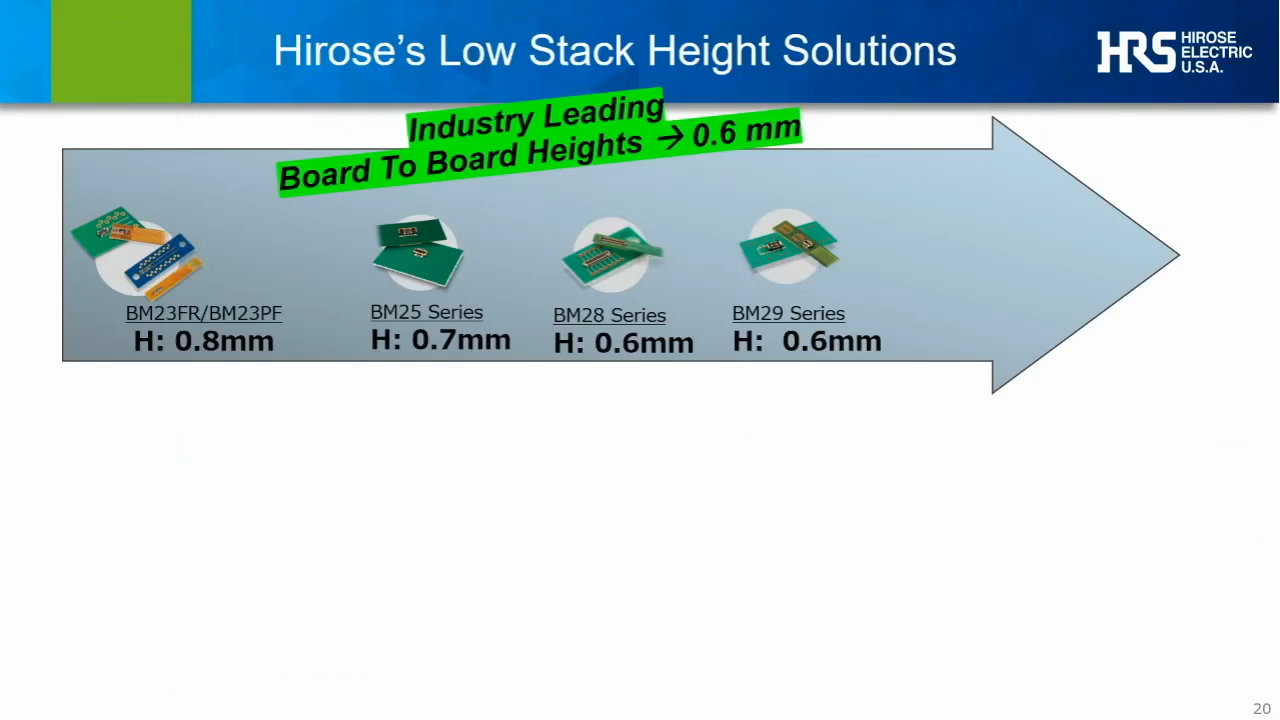 Hirose's Low Stack Height Solutions
HRS
HIROSE
ELECTRIC
U.S.A.
Industry Leading
Board To Board Heights → 0.6 mm
BM23FR/BM23PF
H: 0.8mm
BM25 Series
H: 0.7mm
BM28 Series
H: 0.6mm
BM29 Series
H: 0.6mm
20